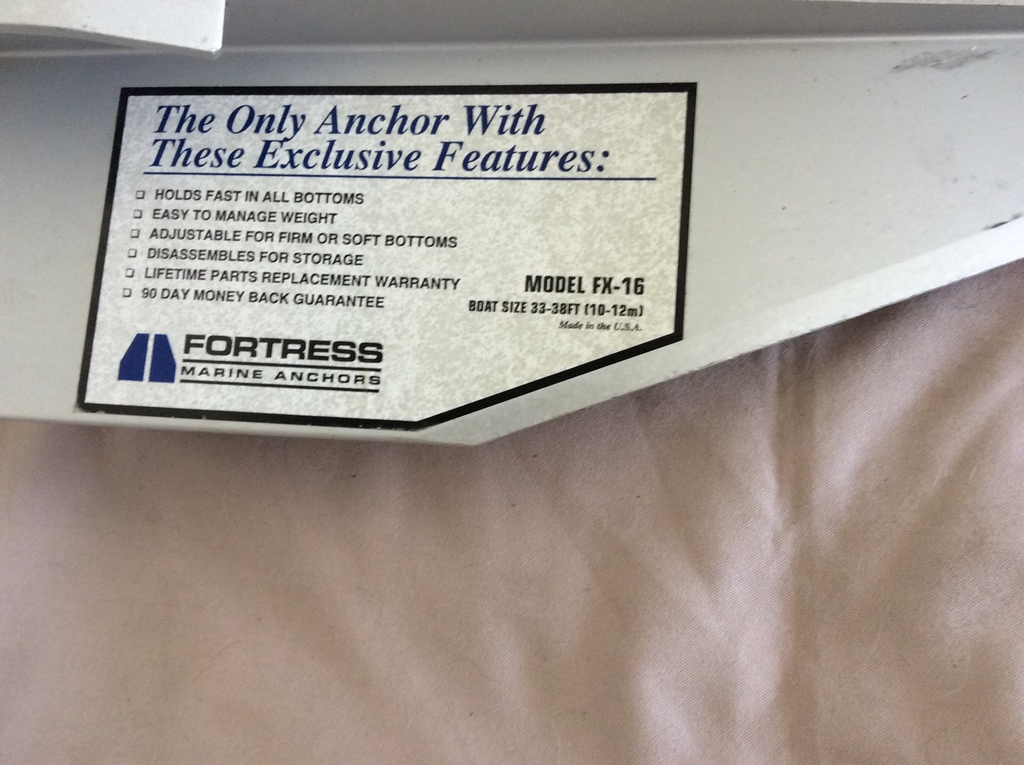 The Only Anchor With
These Exclusive Features:
HOLDS FAST IN ALL BOTTOMS
EASY TO MANAGE WEIGHT
ADJUSTABLE FOR FIRM OR SOFT BOTTOMS
DISASSEMBLES FOR STORAGE
LIFETIME PARTS REPLACEMENT WARRANTY
90 DAY MONEY BACK GUARANTEE
MODEL FX-16
BOAT SIZE 33-38FT (10-12m)
Made in the U.S.A.
FORTRESS
MARINE ANCHORS